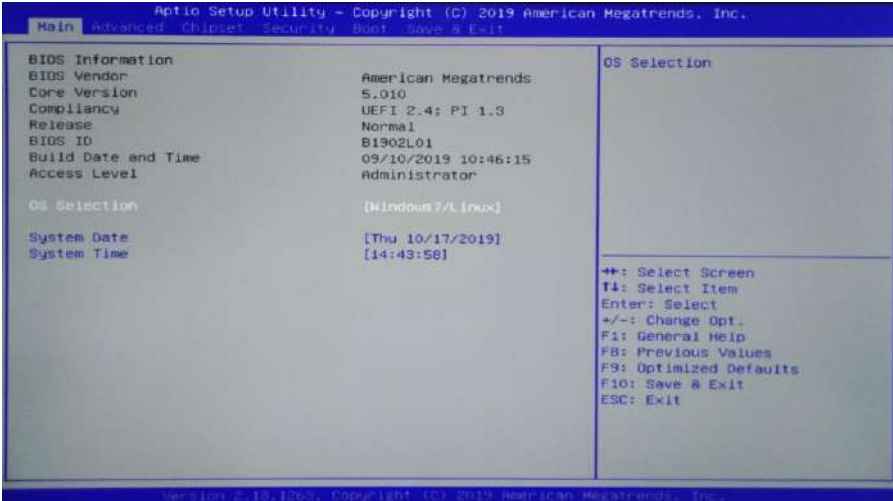 Aptio Setup Utility – Copyright (C) 2019 American Megatrends, Inc.
Main Advanced Chipset Security Boot Save & Exit
BIOS Information
BIOS Vendor American Megatrends
Core Version 5.010
Compliancy UEFI 2.4; PI 1.3
Release Normal
BIOS ID B1902L01
Build Date and Time 09/10/2019 10:46:15
Access Level Administrator
OS Selection [Windows7/Linux]
System Date [Thu 10/17/2019]
System Time [14:43:58]
OS Selection
→←: Select Screen
↑↓: Select Item
Enter: Select
+/-: Change Opt.
F1: General Help
F8: Previous Values
F9: Optimized Defaults
F10: Save & Exit
ESC: Exit
Version 2.18.1263. Copyright (C) 2019 American Megatrends, Inc.